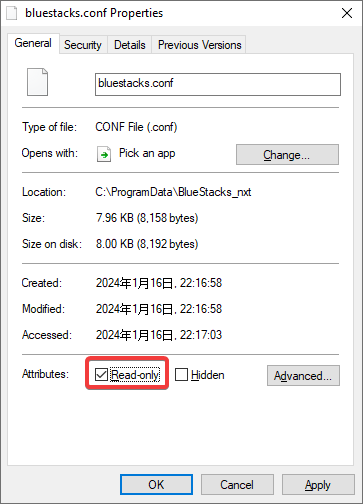 bluestacks.conf Properties
General Security Details Previous Versions
bluestacks.conf
Type of file: CONF File (.conf)
Opens with: Pick an app Change...
Location: C:\ProgramData\BlueStacks_nxt
Size: 7.96 KB (8,158 bytes)
Size on disk: 8.00 KB (8,192 bytes)
Created: 2024年1月16日, 22:16:58
Modified: 2024年1月16日, 22:16:58
Accessed: 2024年1月16日, 22:17:03
Attributes: Read-only Hidden Advanced...
OK Cancel Apply